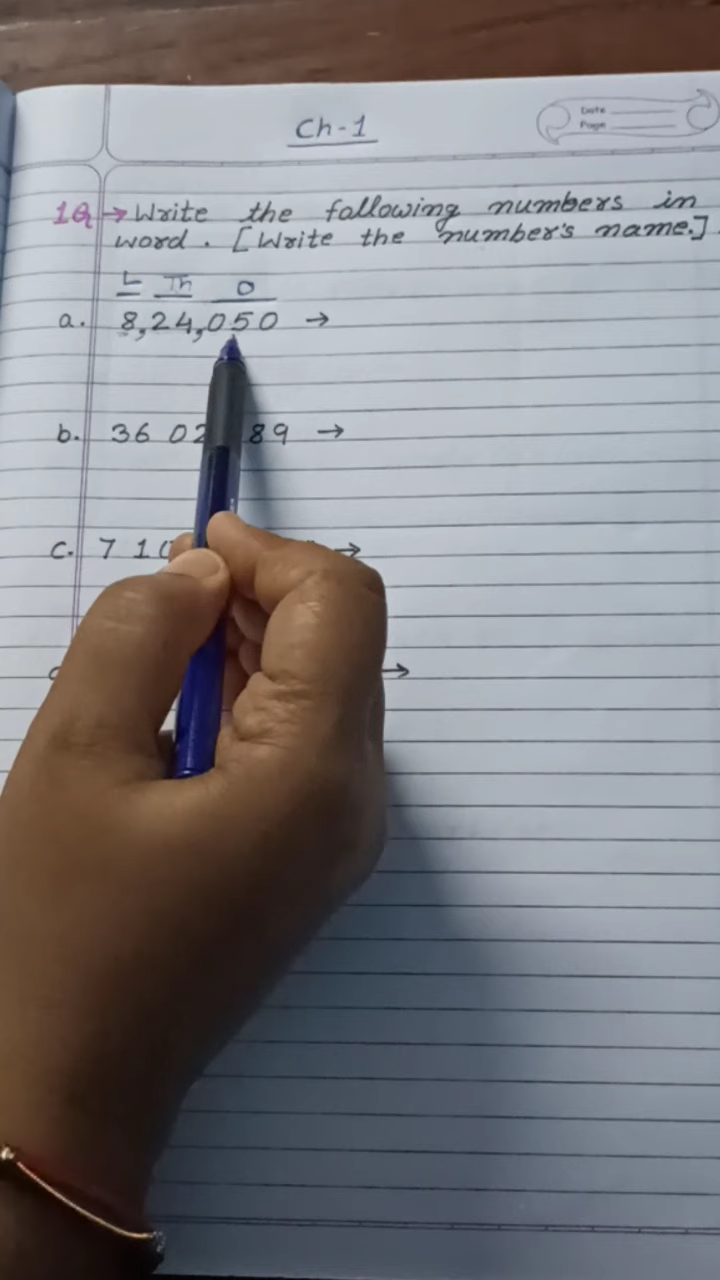 Ch-1
Date
Page
1Q → Write the following numbers in
word. [Write the number's name.]
L Th O
a. 8,24,050 →
b. 36 02 89 →
c. 7 1 →
→